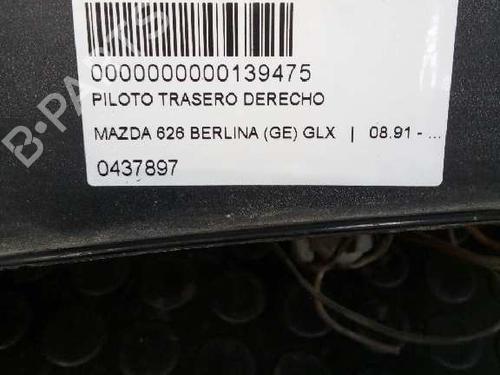 0000000000139475
PILOTO TRASERO DERECHO
MAZDA 626 BERLINA (GE) GLX | 08.91 - ...
0437897
B-PARTS